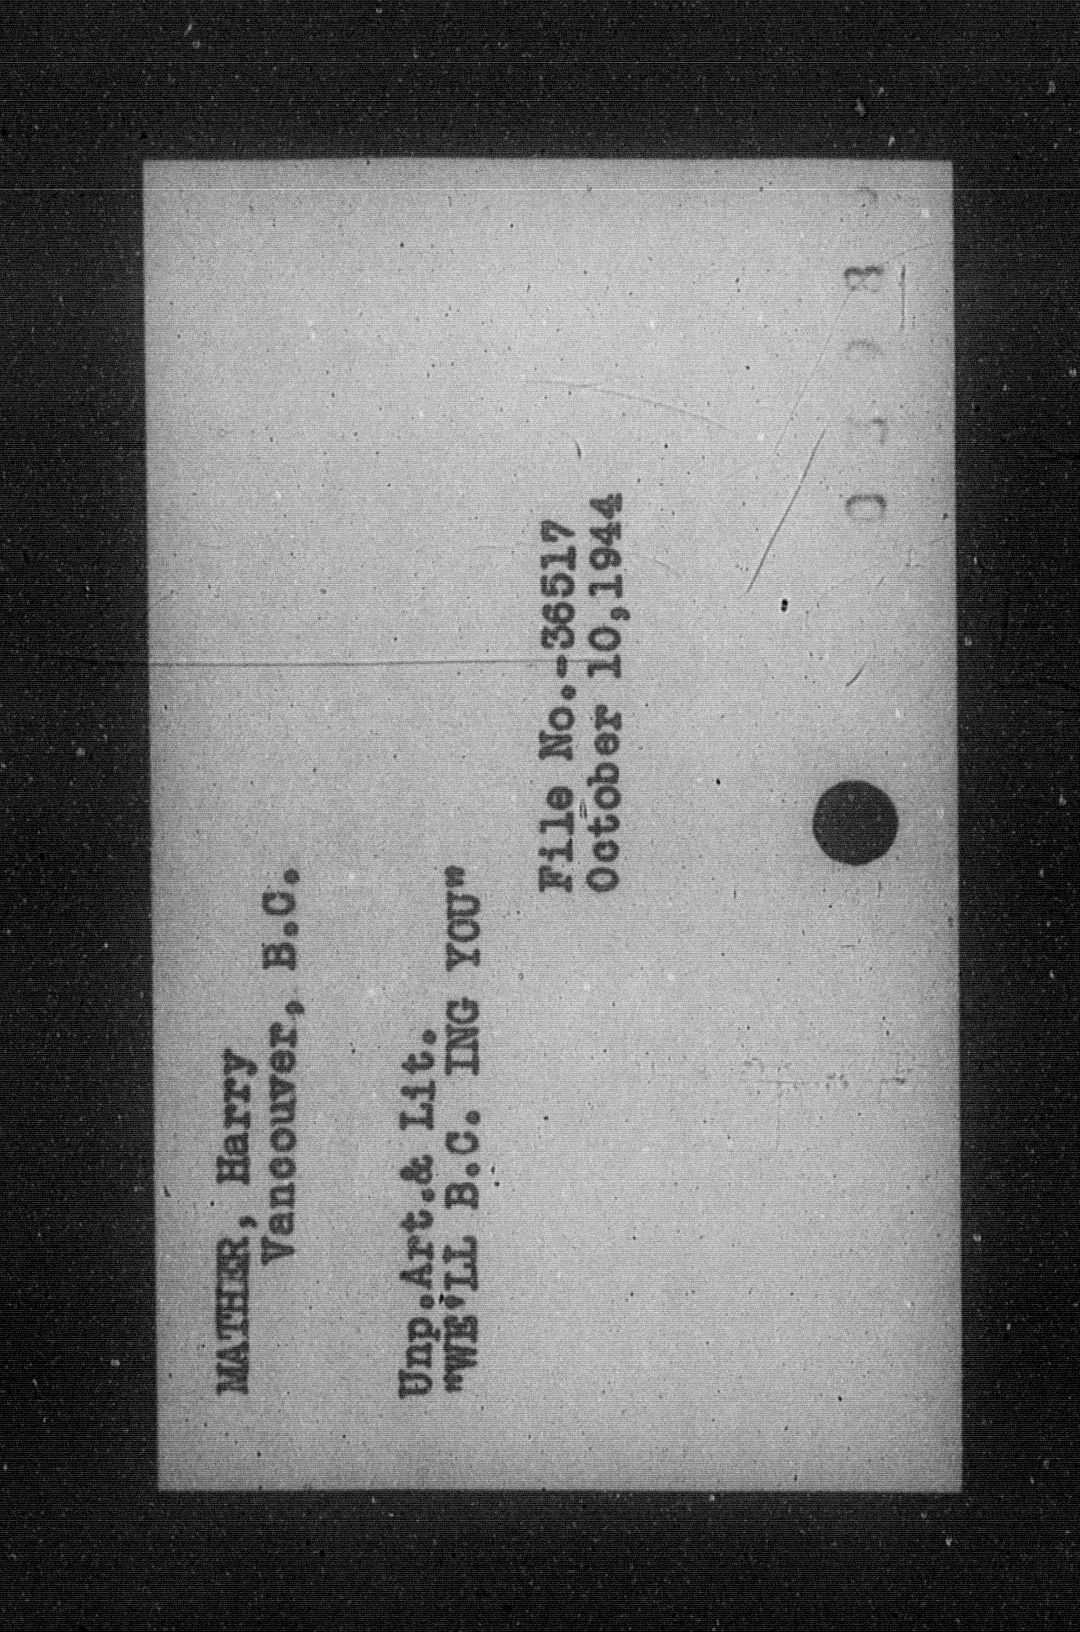 MATHER, Harry
Vancouver, B.C.
Unp.Art.& Lit.
"WE'LL B.C. ING YOU"
File No.-36517
October 10,1944